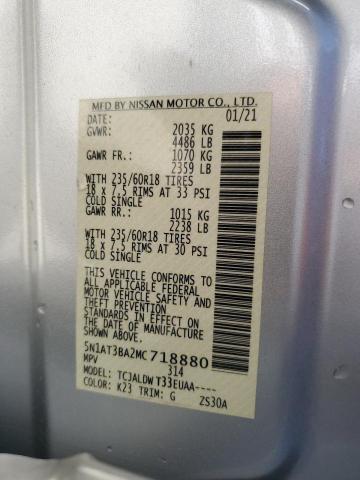 MFD BY NISSAN MOTOR CO., LTD.
DATE: 01/21
GVWR: 2035 KG
4486 LB
GAWR FR.: 1070 KG
2359 LB
WITH 235/60R18 TIRES
18 x 7.5 RIMS AT 33 PSI
COLD SINGLE
GAWR RR.: 1015 KG
2238 LB
WITH 235/60R18 TIRES
18 x 7.5 RIMS AT 30 PSI
COLD SINGLE
THIS VEHICLE CONFORMS TO
ALL APPLICABLE FEDERAL
MOTOR VEHICLE SAFETY AND
THEFT PREVENTION
STANDARDS IN EFFECT ON
THE DATE OF MANUFACTURE
5N1AT3BA2MC718880
MPV 314
MODEL: TCJALDW T33EUAA----
COLOR: K23 TRIM: G ZS30A